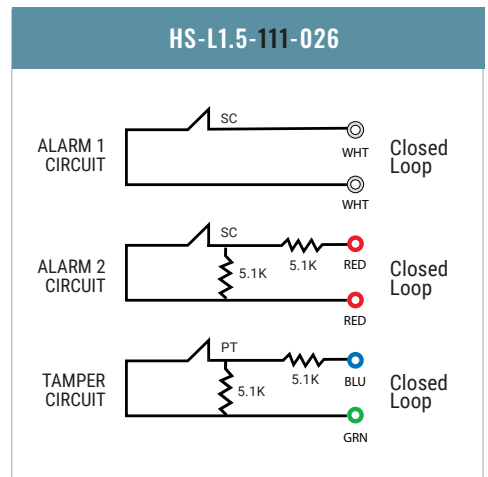 HS-L1.5-111-026
SC
ALARM 1
CIRCUIT
WHT
Closed
Loop
WHT
SC
ALARM 2
CIRCUIT
5.1K
5.1K
RED
Closed
Loop
RED
PT
TAMPER
CIRCUIT
5.1K
5.1K
BLU
Closed
Loop
GRN